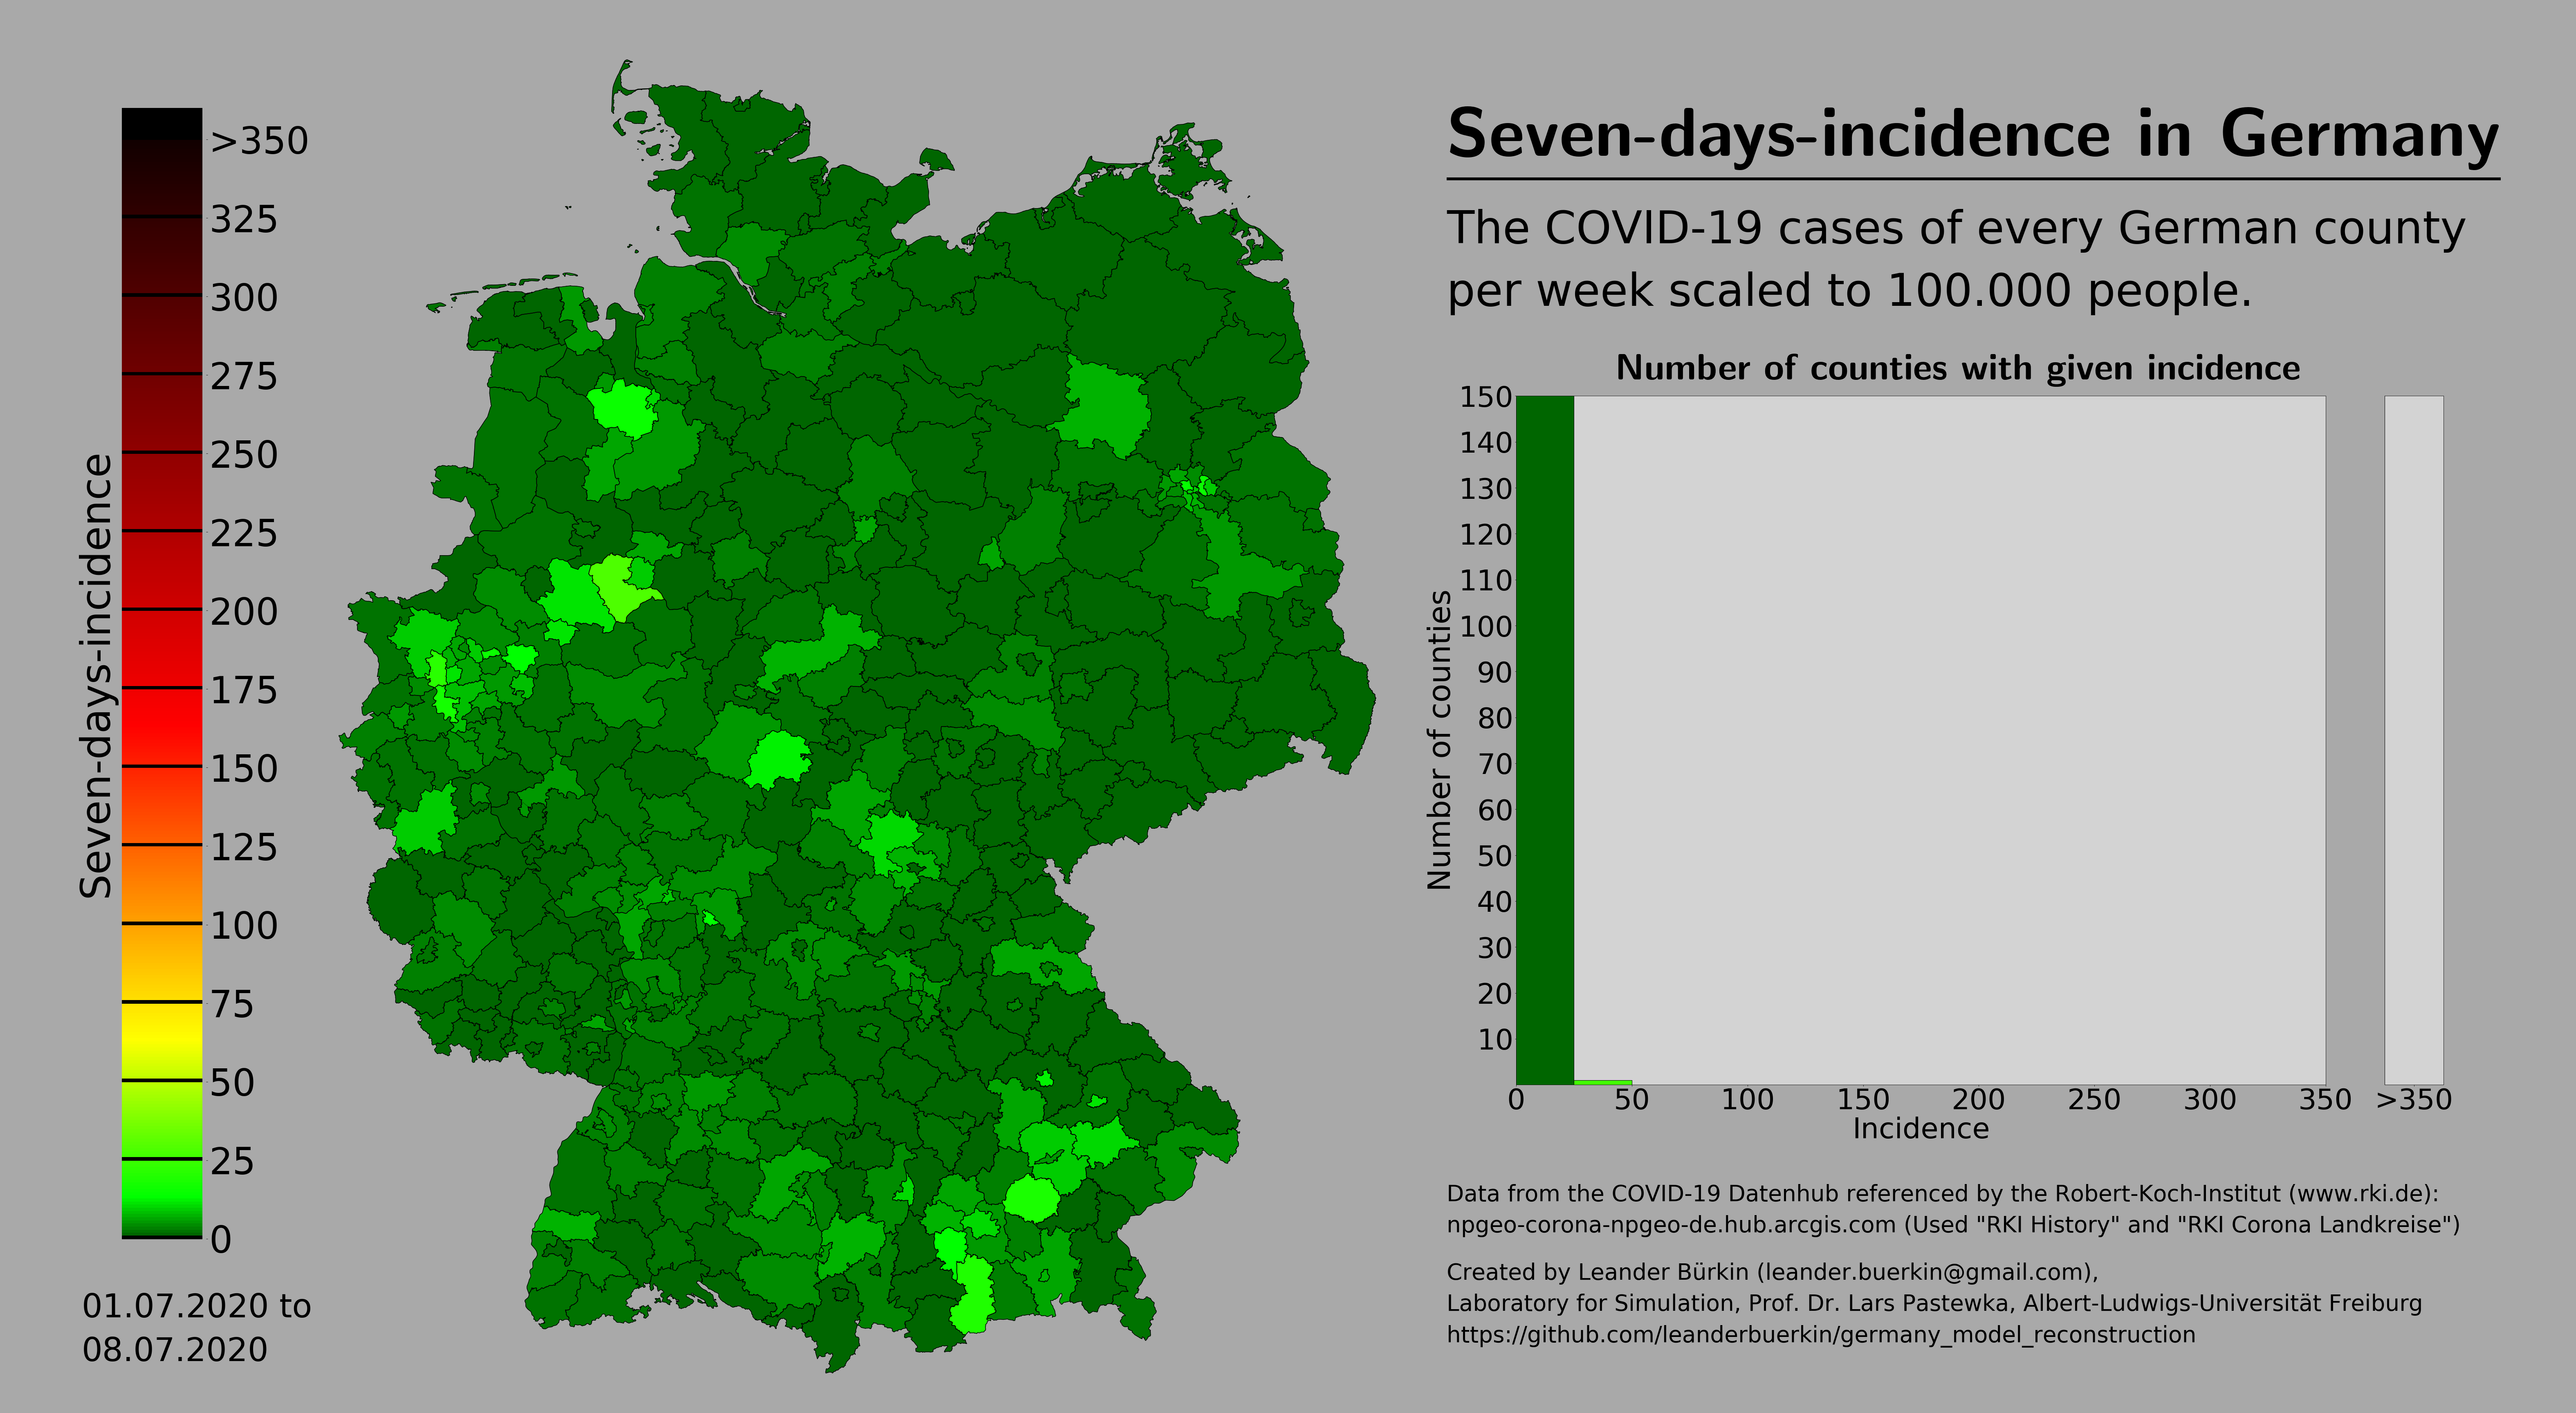 Seven-days-incidence in Germany
The COVID-19 cases of every German county
per week scaled to 100.000 people.
Seven-days-incidence
>350
325
300
275
250
225
200
175
150
125
100
75
50
25
0
01.07.2020 to
08.07.2020
Number of counties with given incidence
Number of counties
150
140
130
120
110
100
90
80
70
60
50
40
30
20
10
0 50 100 150 200 250 300 350 >350
Incidence
Data from the COVID-19 Datenhub referenced by the Robert-Koch-Institut (www.rki.de):
npgeo-corona-npgeo-de.hub.arcgis.com (Used "RKI History" and "RKI Corona Landkreise")
Created by Leander Bürkin (leander.buerkin@gmail.com),
Laboratory for Simulation, Prof. Dr. Lars Pastewka, Albert-Ludwigs-Universität Freiburg
https://github.com/leanderbuerkin/germany_model_reconstruction